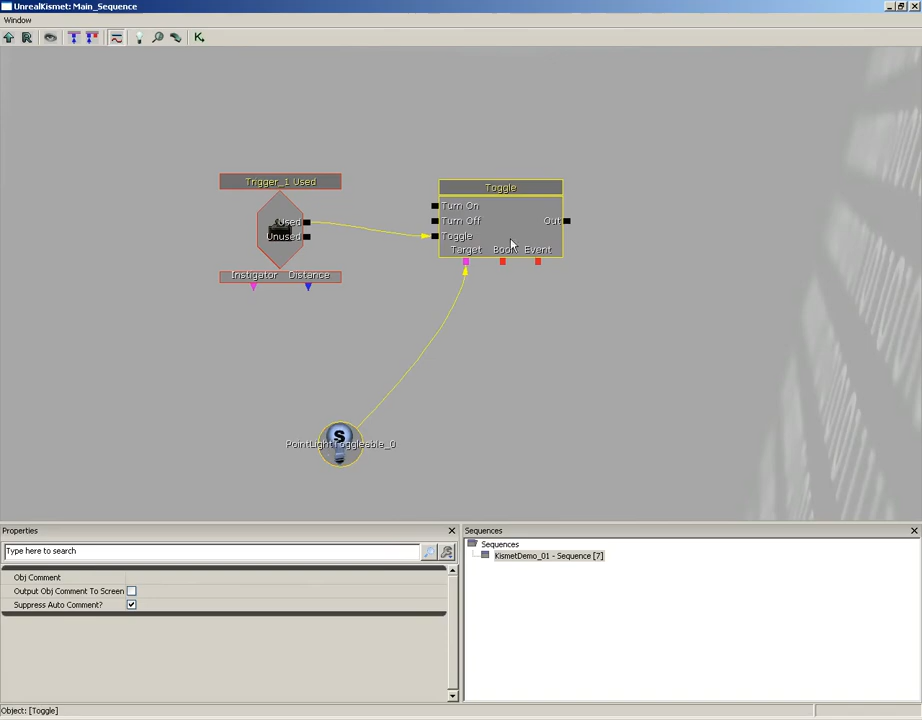 UnrealKismet: Main_Sequence
Window
Trigger_1 Used
Used
Unused
Instigator Distance
Toggle
Turn On
Turn Off
Out
Toggle
Target Bool Event
S
PointLightToggleable_0
Properties
Type here to search
Obj Comment
Output Obj Comment To Screen
Suppress Auto Comment?
Sequences
Sequences
KismetDemo_01 - Sequence [7]
Object: [Toggle]